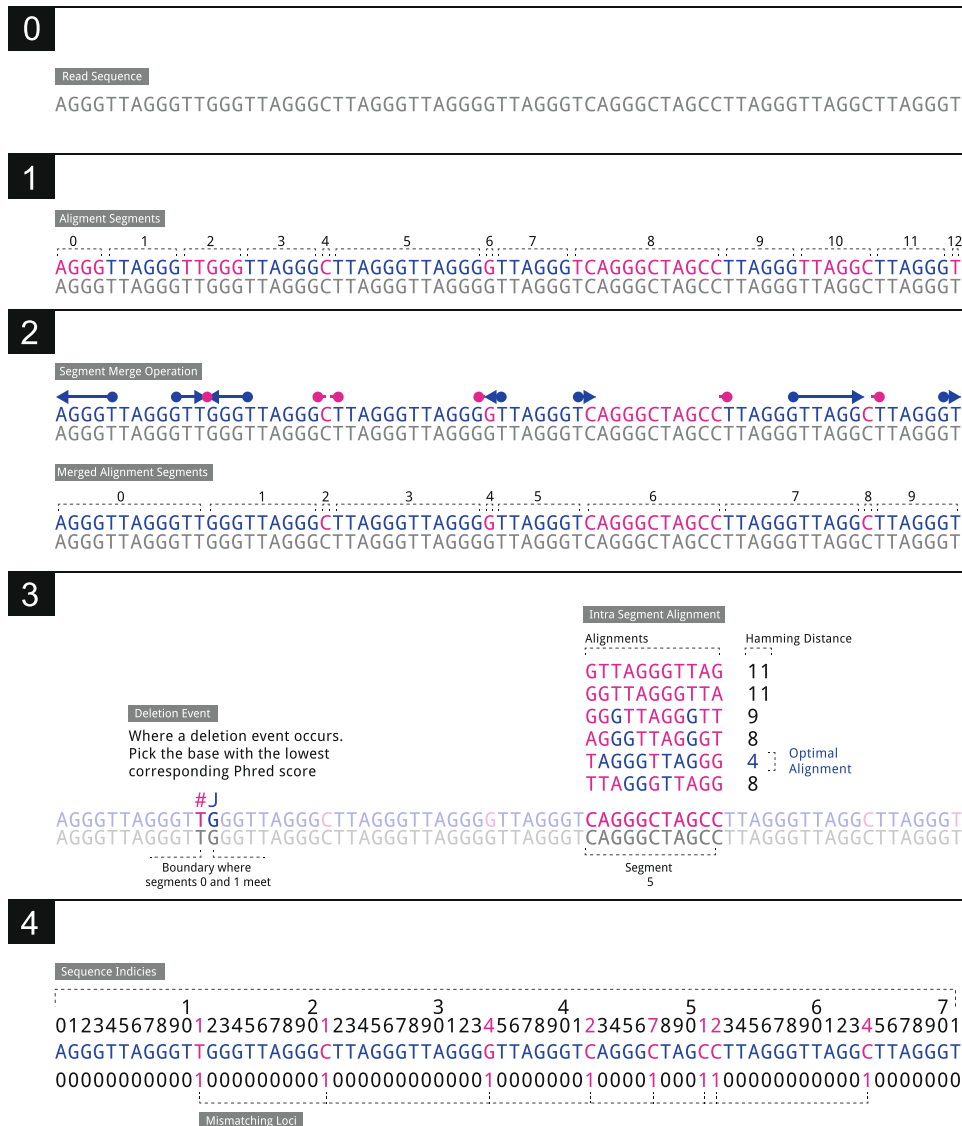 0
Read Sequence
AGGGTTAGGGTTGGGTTAGGGCTTAGGGTTAGGGGTTAGGGTCAGGGCTAGCCTTAGGGTTAGGCTTAGGGT
1
Aligment Segments
0 1 2 3 4 5 6 7 8 9 10 11 12
AGGGTTAGGGTTGGGTTAGGGCTTAGGGTTAGGGGTTAGGGTCAGGGCTAGCCTTAGGGTTAGGCTTAGGGT
AGGGTTAGGGTTGGGTTAGGGCTTAGGGTTAGGGGTTAGGGTCAGGGCTAGCCTTAGGGTTAGGCTTAGGGT
2
Segment Merge Operation
AGGGTTAGGGTTGGGTTAGGGCTTAGGGTTAGGGGTTAGGGTCAGGGCTAGCCTTAGGGTTAGGCTTAGGGT
AGGGTTAGGGTTGGGTTAGGGCTTAGGGTTAGGGGTTAGGGTCAGGGCTAGCCTTAGGGTTAGGCTTAGGGT
Merged Alignment Segments
0 1 2 3 4 5 6 7 8 9
AGGGTTAGGGTTGGGTTAGGGCTTAGGGTTAGGGGTTAGGGTCAGGGCTAGCCTTAGGGTTAGGCTTAGGGT
AGGGTTAGGGTTGGGTTAGGGCTTAGGGTTAGGGGTTAGGGTCAGGGCTAGCCTTAGGGTTAGGCTTAGGGT
3
Intra Segment Alignment
Alignments Hamming Distance
GTTAGGGTTAG 11
GGTTAGGGTTA 11
GGGTTAGGGTT 9
AGGGTTAGGGT 8
TAGGGTTAGGG 4
TTAGGGTTAGG 8
Optimal
Alignment
Deletion Event
Where a deletion event occurs.
Pick the base with the lowest
corresponding Phred score
#J
AGGGTTAGGGTTGGGTTAGGGCTTAGGGTTAGGGGTTAGGGTCAGGGCTAGCCTTAGGGTTAGGCTTAGGGT
AGGGTTAGGGTTGGGTTAGGGCTTAGGGTTAGGGGTTAGGGTCAGGGCTAGCCTTAGGGTTAGGCTTAGGGT
Boundary where
segments 0 and 1 meet
Segment
5
4
Sequence Indicies
1 2 3 4 5 6 7
012345678901234567890123456789012345678901234567890123456789012345678901
AGGGTTAGGGTTGGGTTAGGGCTTAGGGTTAGGGGTTAGGGTCAGGGCTAGCCTTAGGGTTAGGCTTAGGGT
000000000001000000000100000000000010000000100001000110000000000010000000
Mismatching Loci